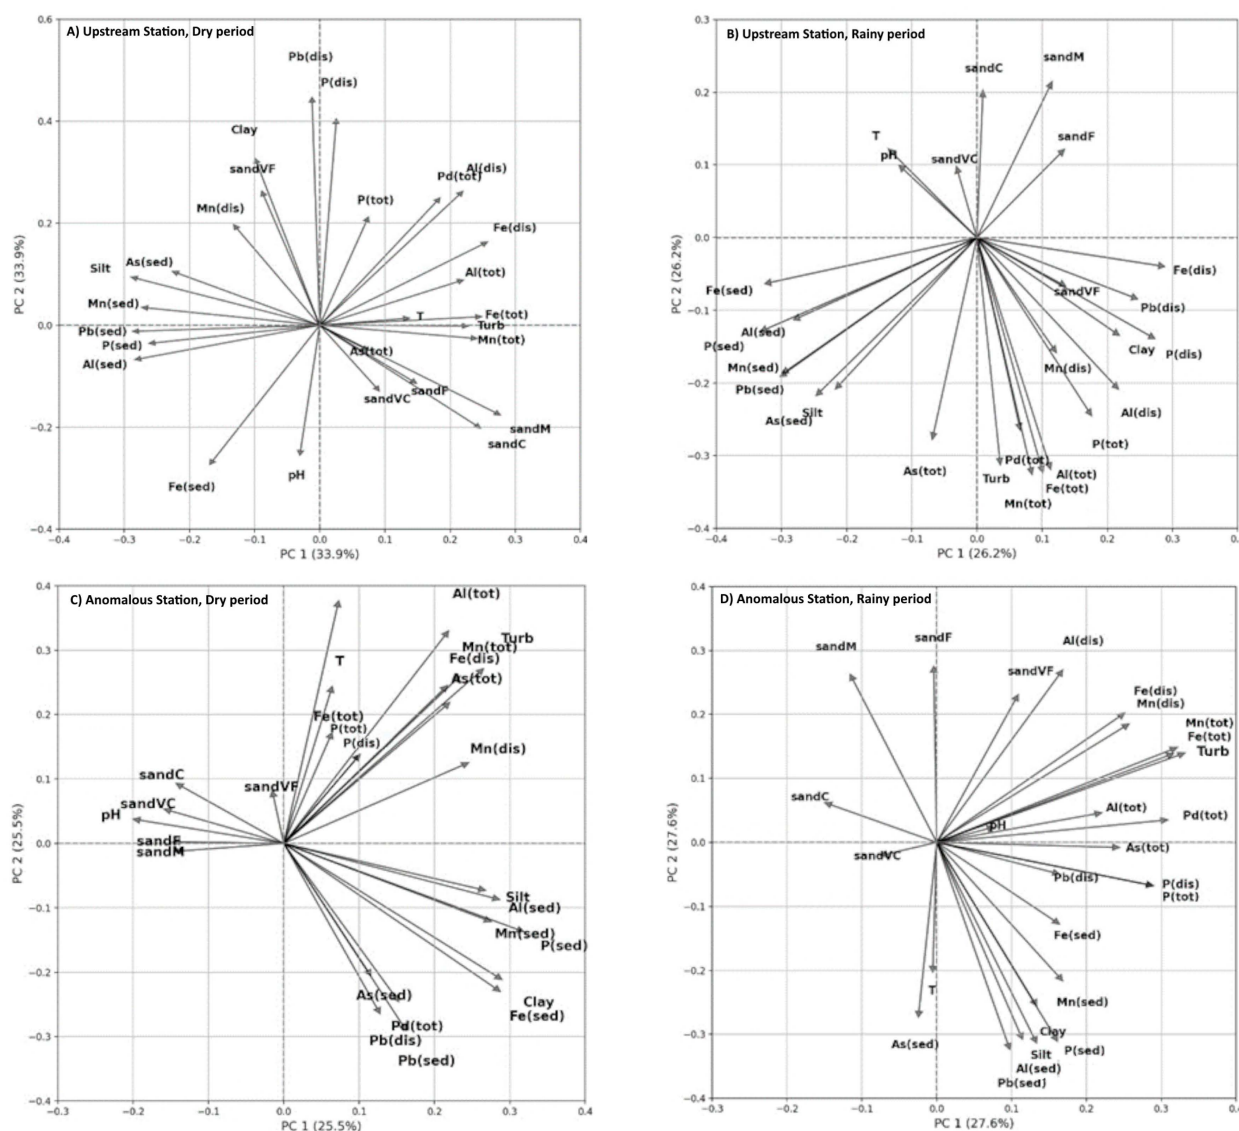 A) Upstream Station, Dry period
0.6
0.4
0.2
0.0
−0.2
−0.4
PC 2 (33.9%)
Pb(dis)
P(dis)
Clay
sandVF
Al(dis)
Pd(tot)
P(tot)
Mn(dis)
Fe(dis)
As(sed)
Silt
Al(tot)
Mn(sed)
T
Fe(tot)
Pb(sed)
Turb
P(sed)
Mn(tot)
As(tot)
Al(sed)
sandF
sandVC
sandM
sandC
pH
Fe(sed)
−0.4 −0.3 −0.2 −0.1 0.0 0.1 0.2 0.3 0.4
PC 1 (33.9%)
B) Upstream Station, Rainy period
0.3
0.2
0.1
0.0
−0.1
−0.2
−0.3
−0.4
PC 2 (26.2%)
sandM
sandC
T
sandF
pH
sandVC
Fe(dis)
Fe(sed)
sandVF
Pb(dis)
Al(sed)
P(sed)
Clay
P(dis)
Mn(sed)
Mn(dis)
Pb(sed)
Silt
As(sed)
Al(dis)
P(tot)
Pd(tot)
As(tot)
Turb
Al(tot)
Fe(tot)
Mn(tot)
−0.4 −0.3 −0.2 −0.1 0.0 0.1 0.2 0.3 0.4
PC 1 (26.2%)
C) Anomalous Station, Dry period
0.4
0.3
0.2
0.1
0.0
−0.1
−0.2
−0.3
−0.4
PC 2 (25.5%)
Al(tot)
Turb
Mn(tot)
T
Fe(dis)
As(tot)
Fe(tot)
P(tot)
P(dis)
Mn(dis)
sandC
sandVF
sandVC
pH
sandF
sandM
Silt
Al(sed)
Mn(sed)
P(sed)
As(sed)
Clay
Fe(sed)
Pd(tot)
Pb(dis)
Pb(sed)
−0.3 −0.2 −0.1 0.0 0.1 0.2 0.3 0.4
PC 1 (25.5%)
D) Anomalous Station, Rainy period
0.4
0.3
0.2
0.1
0.0
−0.1
−0.2
−0.3
−0.4
PC 2 (27.6%)
sandM
sandF
Al(dis)
sandVF
Fe(dis)
Mn(dis)
Mn(tot)
Fe(tot)
Turb
sandC
Al(tot)
Pd(tot)
pH
As(tot)
sandVC
Pb(dis)
P(dis)
P(tot)
Fe(sed)
T
Mn(sed)
As(sed)
Clay
P(sed)
Silt
Al(sed)
Pb(sed)
−0.3 −0.2 −0.1 0.0 0.1 0.2 0.3 0.4
PC 1 (27.6%)